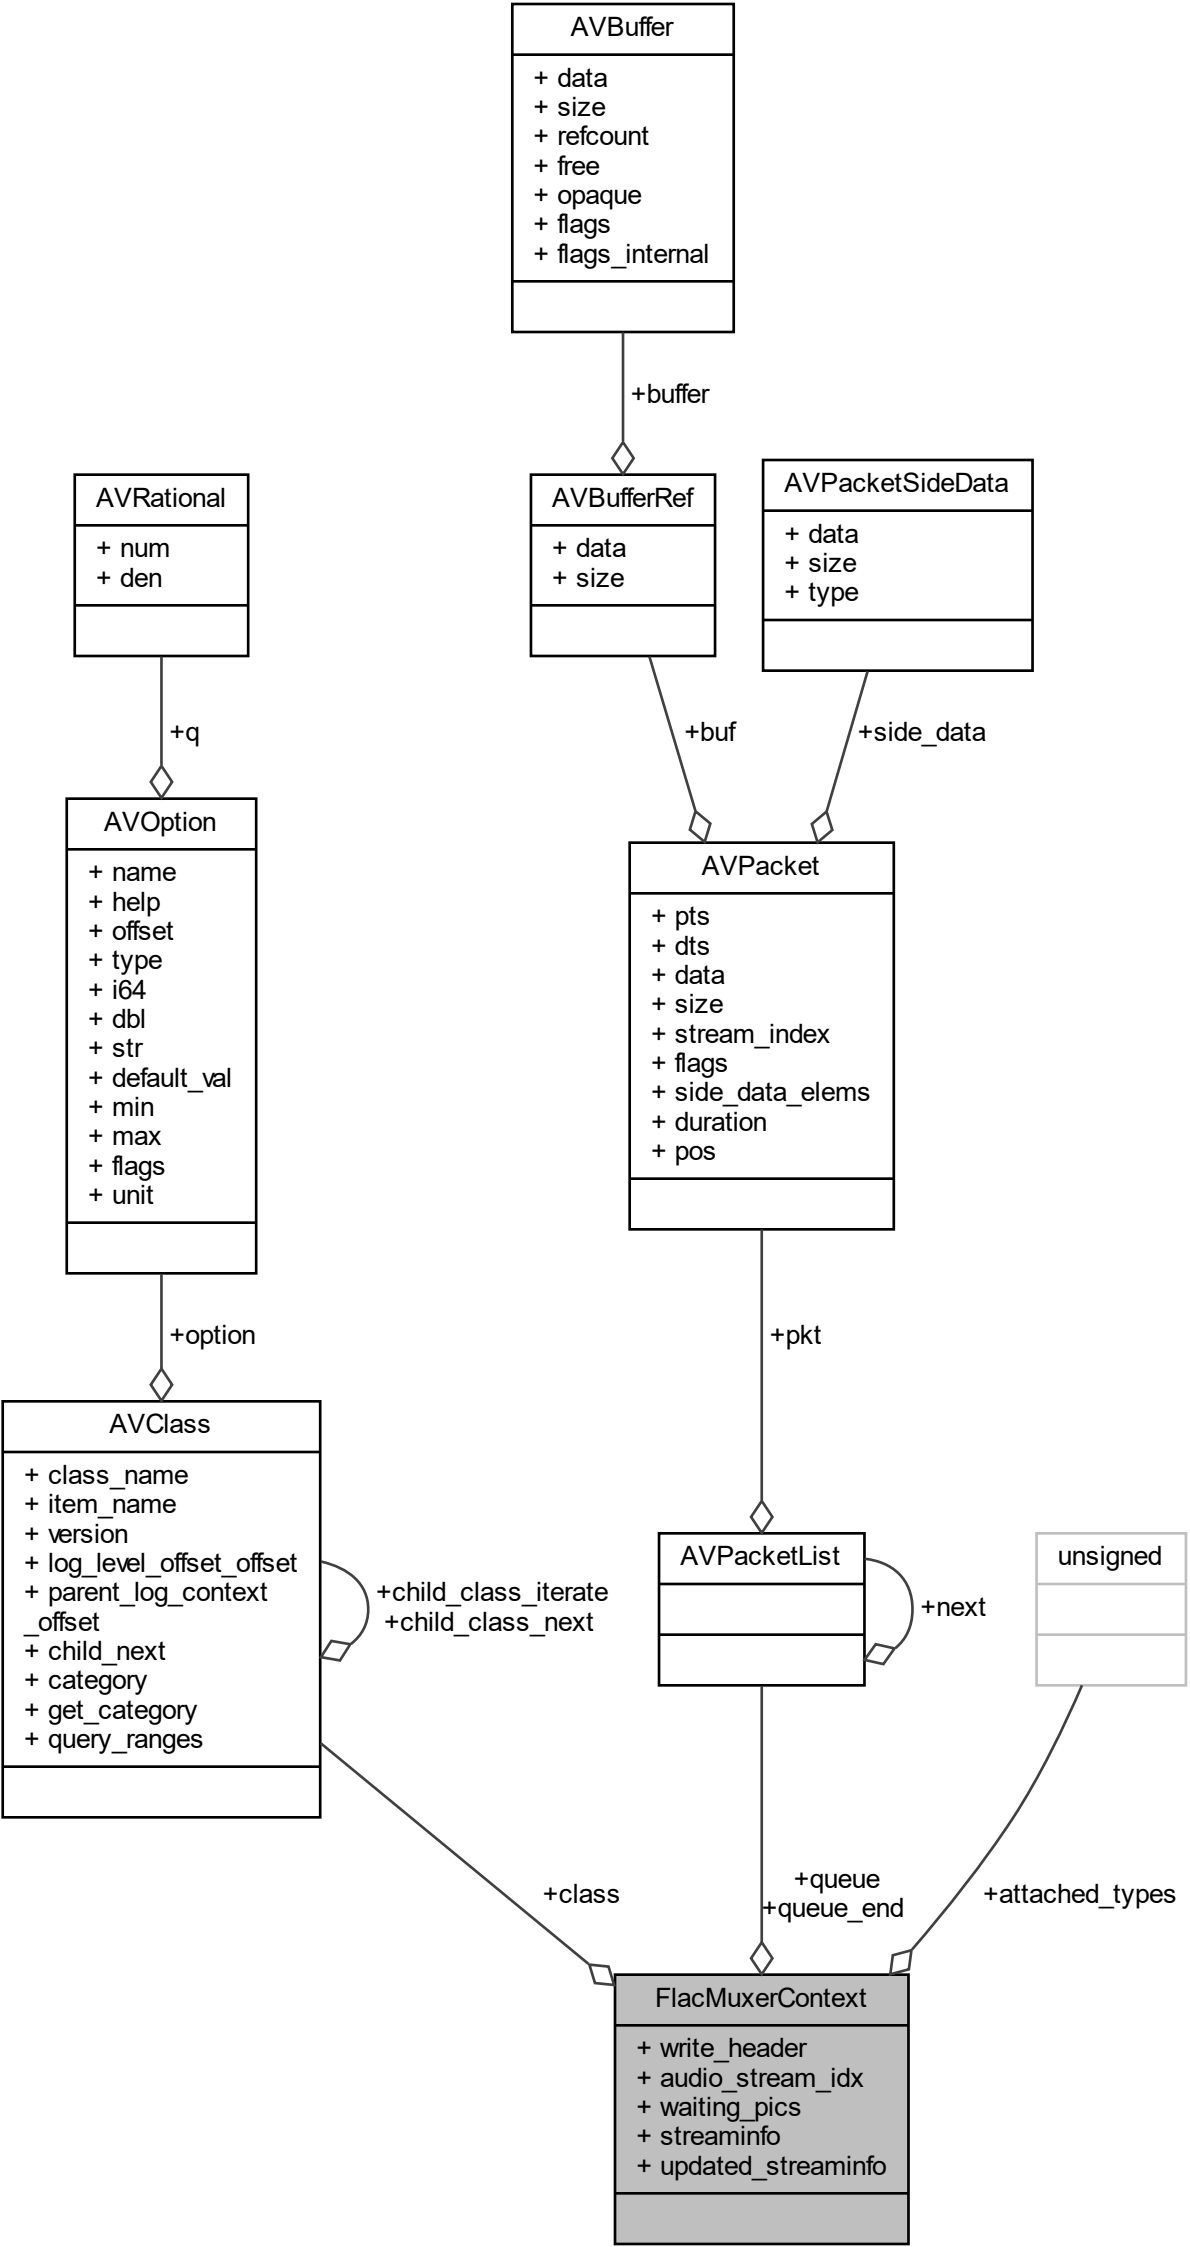 AVBuffer
+ data
+ size
+ refcount
+ free
+ opaque
+ flags
+ flags_internal
+buffer
AVRational
+ num
+ den
AVBufferRef
+ data
+ size
AVPacketSideData
+ data
+ size
+ type
+q
+buf
+side_data
AVOption
+ name
+ help
+ offset
+ type
+ i64
+ dbl
+ str
+ default_val
+ min
+ max
+ flags
+ unit
AVPacket
+ pts
+ dts
+ data
+ size
+ stream_index
+ flags
+ side_data_elems
+ duration
+ pos
+option
+pkt
AVClass
+ class_name
+ item_name
+ version
+ log_level_offset_offset
+ parent_log_context
_offset
+ child_next
+ category
+ get_category
+ query_ranges
+child_class_iterate
+child_class_next
AVPacketList
+next
unsigned
+class
+queue
+queue_end
+attached_types
FlacMuxerContext
+ write_header
+ audio_stream_idx
+ waiting_pics
+ streaminfo
+ updated_streaminfo